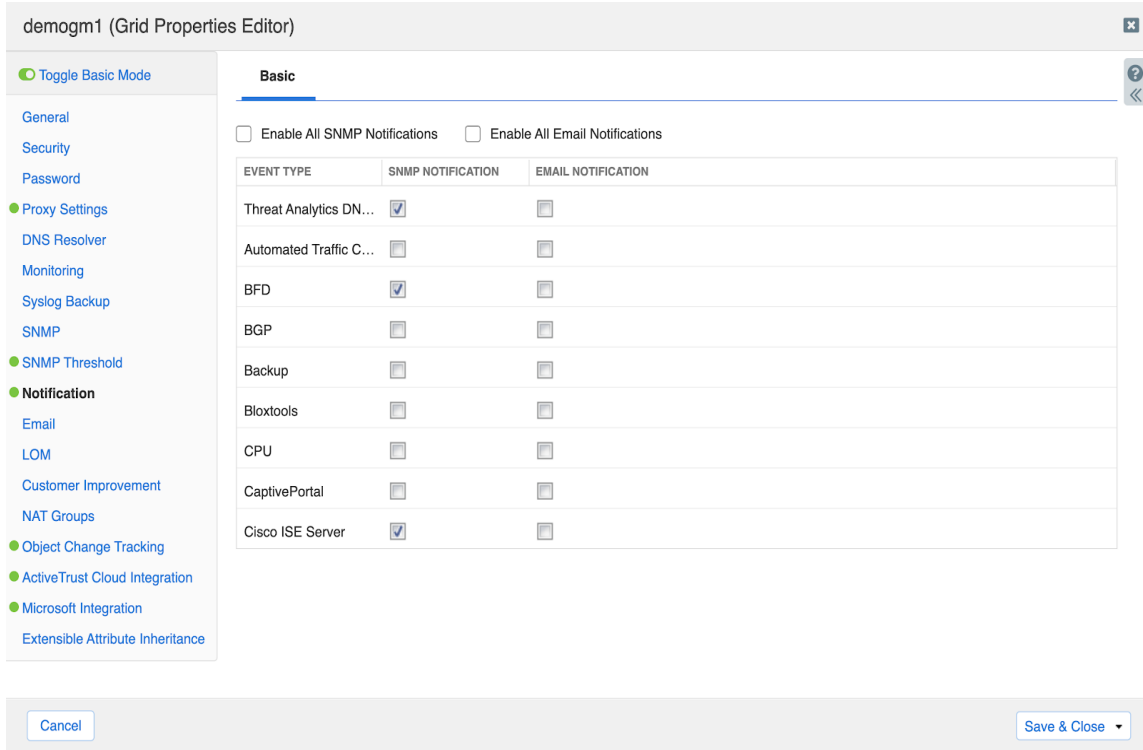 demogm1 (Grid Properties Editor)
Toggle Basic Mode
General
Security
Password
Proxy Settings
DNS Resolver
Monitoring
Syslog Backup
SNMP
SNMP Threshold
Notification
Email
LOM
Customer Improvement
NAT Groups
Object Change Tracking
ActiveTrust Cloud Integration
Microsoft Integration
Extensible Attribute Inheritance
Basic
Enable All SNMP Notifications Enable All Email Notifications
EVENT TYPE SNMP NOTIFICATION EMAIL NOTIFICATION
Threat Analytics DN...
Automated Traffic C...
BFD
BGP
Backup
Bloxtools
CPU
CaptivePortal
Cisco ISE Server
Cancel Save & Close